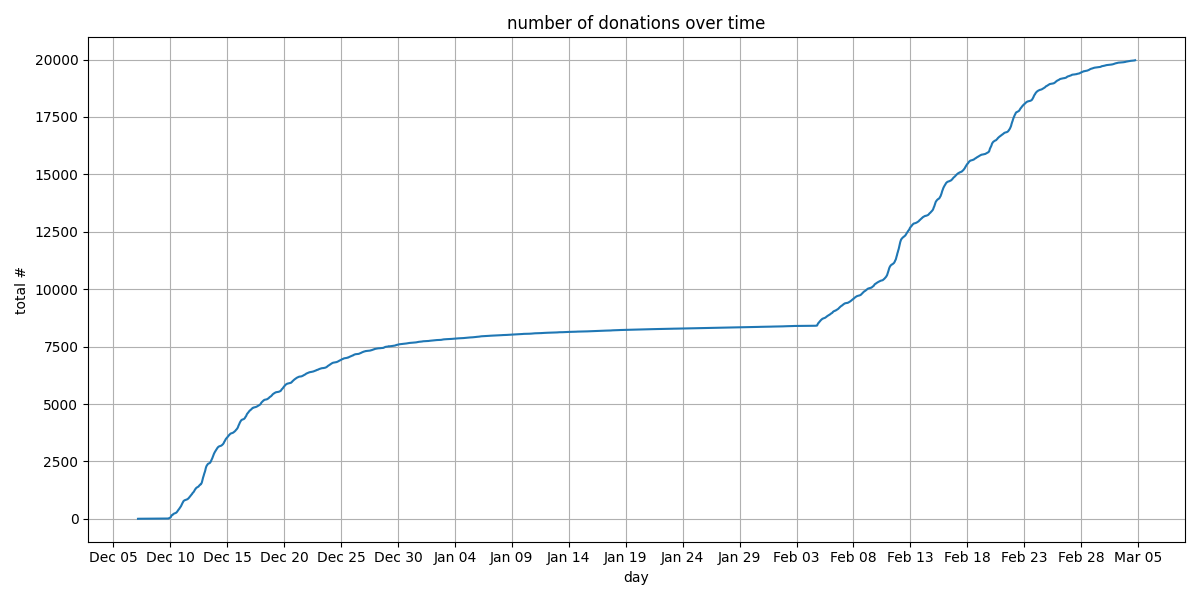 number of donations over time
total #
20000
17500
15000
12500
10000
7500
5000
2500
0
Dec 05 Dec 10 Dec 15 Dec 20 Dec 25 Dec 30 Jan 04 Jan 09 Jan 14 Jan 19 Jan 24 Jan 29 Feb 03 Feb 08 Feb 13 Feb 18 Feb 23 Feb 28 Mar 05
day